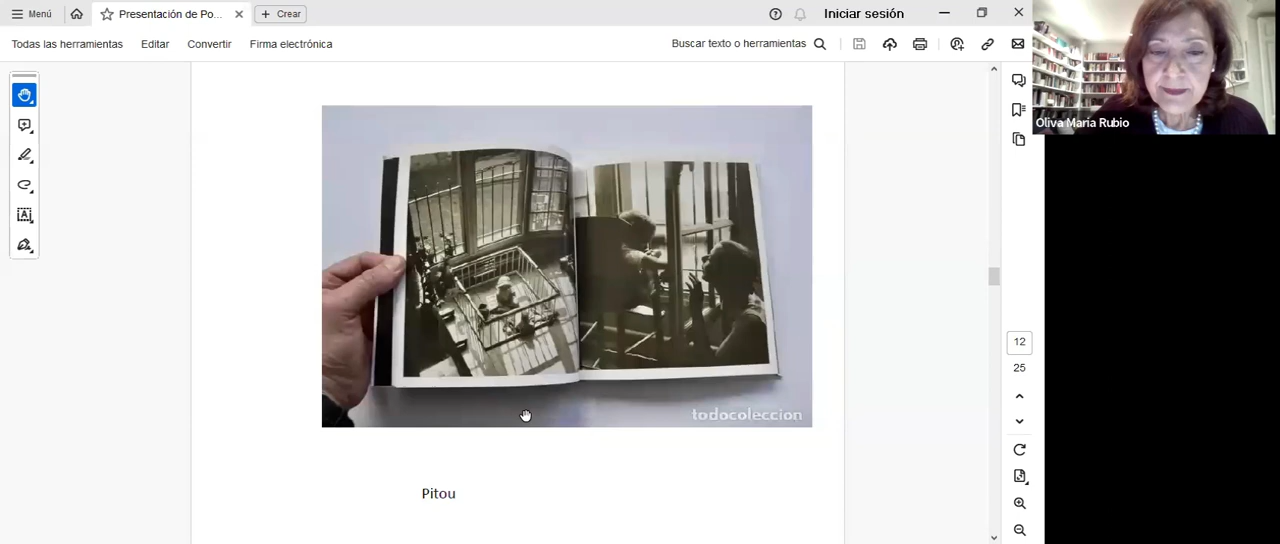 Menú
Presentación de Po...
Crear
Iniciar sesión
Todas las herramientas
Editar
Convertir
Firma electrónica
Buscar texto o herramientas
Oliva María Rubio
todocoleccion
12
25
Pitou